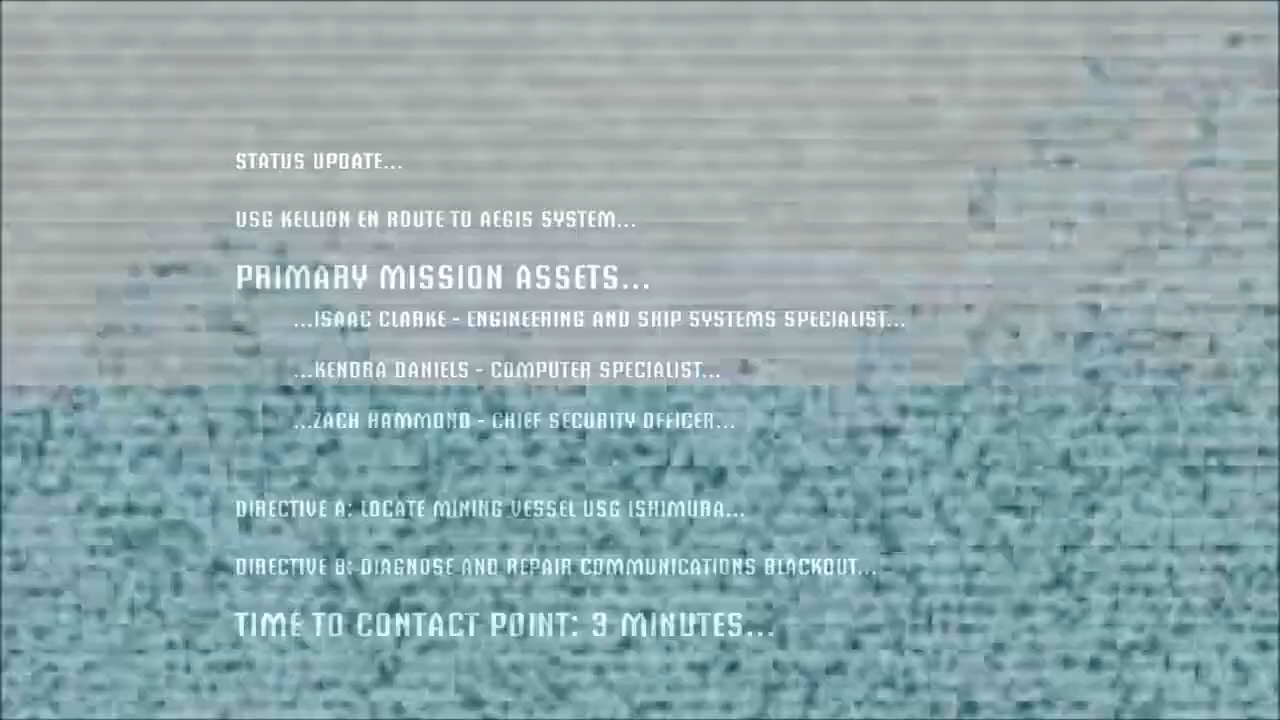 STATUS UPDATE...
USG KELLION EN ROUTE TO AEGIS SYSTEM...
PRIMARY MISSION ASSETS...
...ISAAC CLARKE - ENGINEERING AND SHIP SYSTEMS SPECIALIST...
...KENDRA DANIELS - COMPUTER SPECIALIST...
...ZACH HAMMOND - CHIEF SECURITY OFFICER...
DIRECTIVE A: LOCATE MINING VESSEL USG ISHIMURA...
DIRECTIVE B: DIAGNOSE AND REPAIR COMMUNICATIONS BLACKOUT...
TIME TO CONTACT POINT: 3 MINUTES...